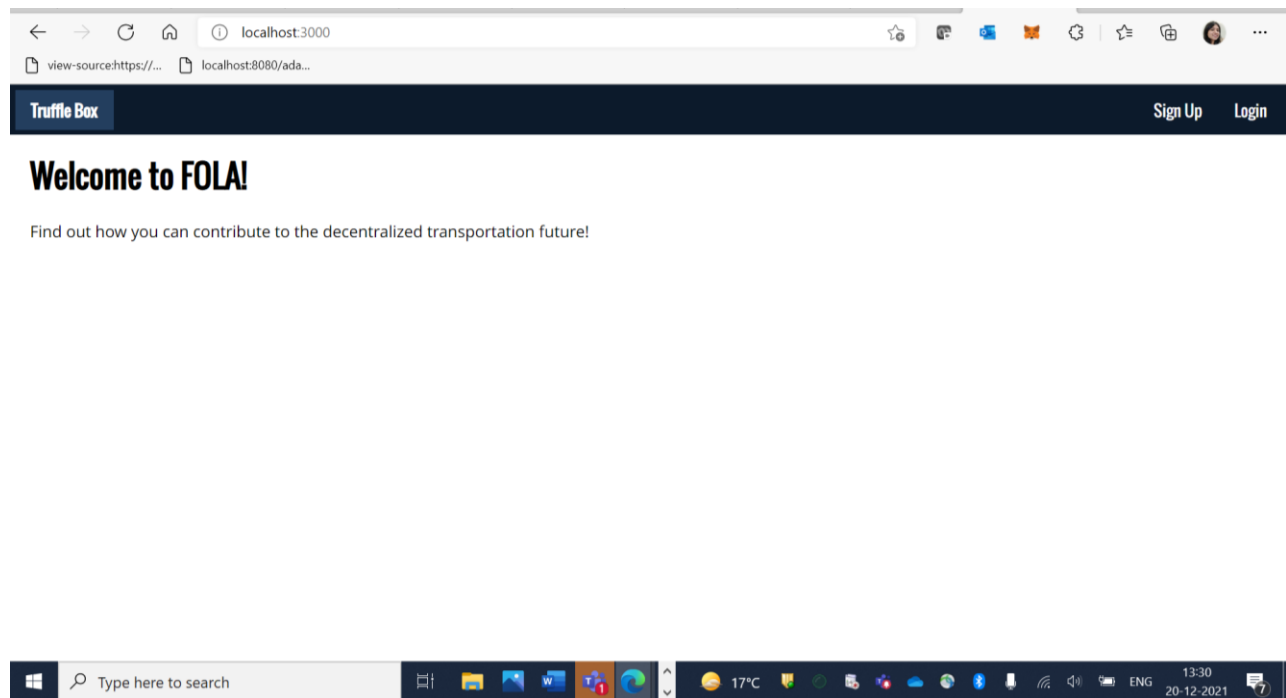 localhost:3000
view-source:https://... localhost:8080/ada...
Truffle Box Sign Up Login
Welcome to FOLA!
Find out how you can contribute to the decentralized transportation future!
Type here to search 17°C ENG 13:30
20-12-2021